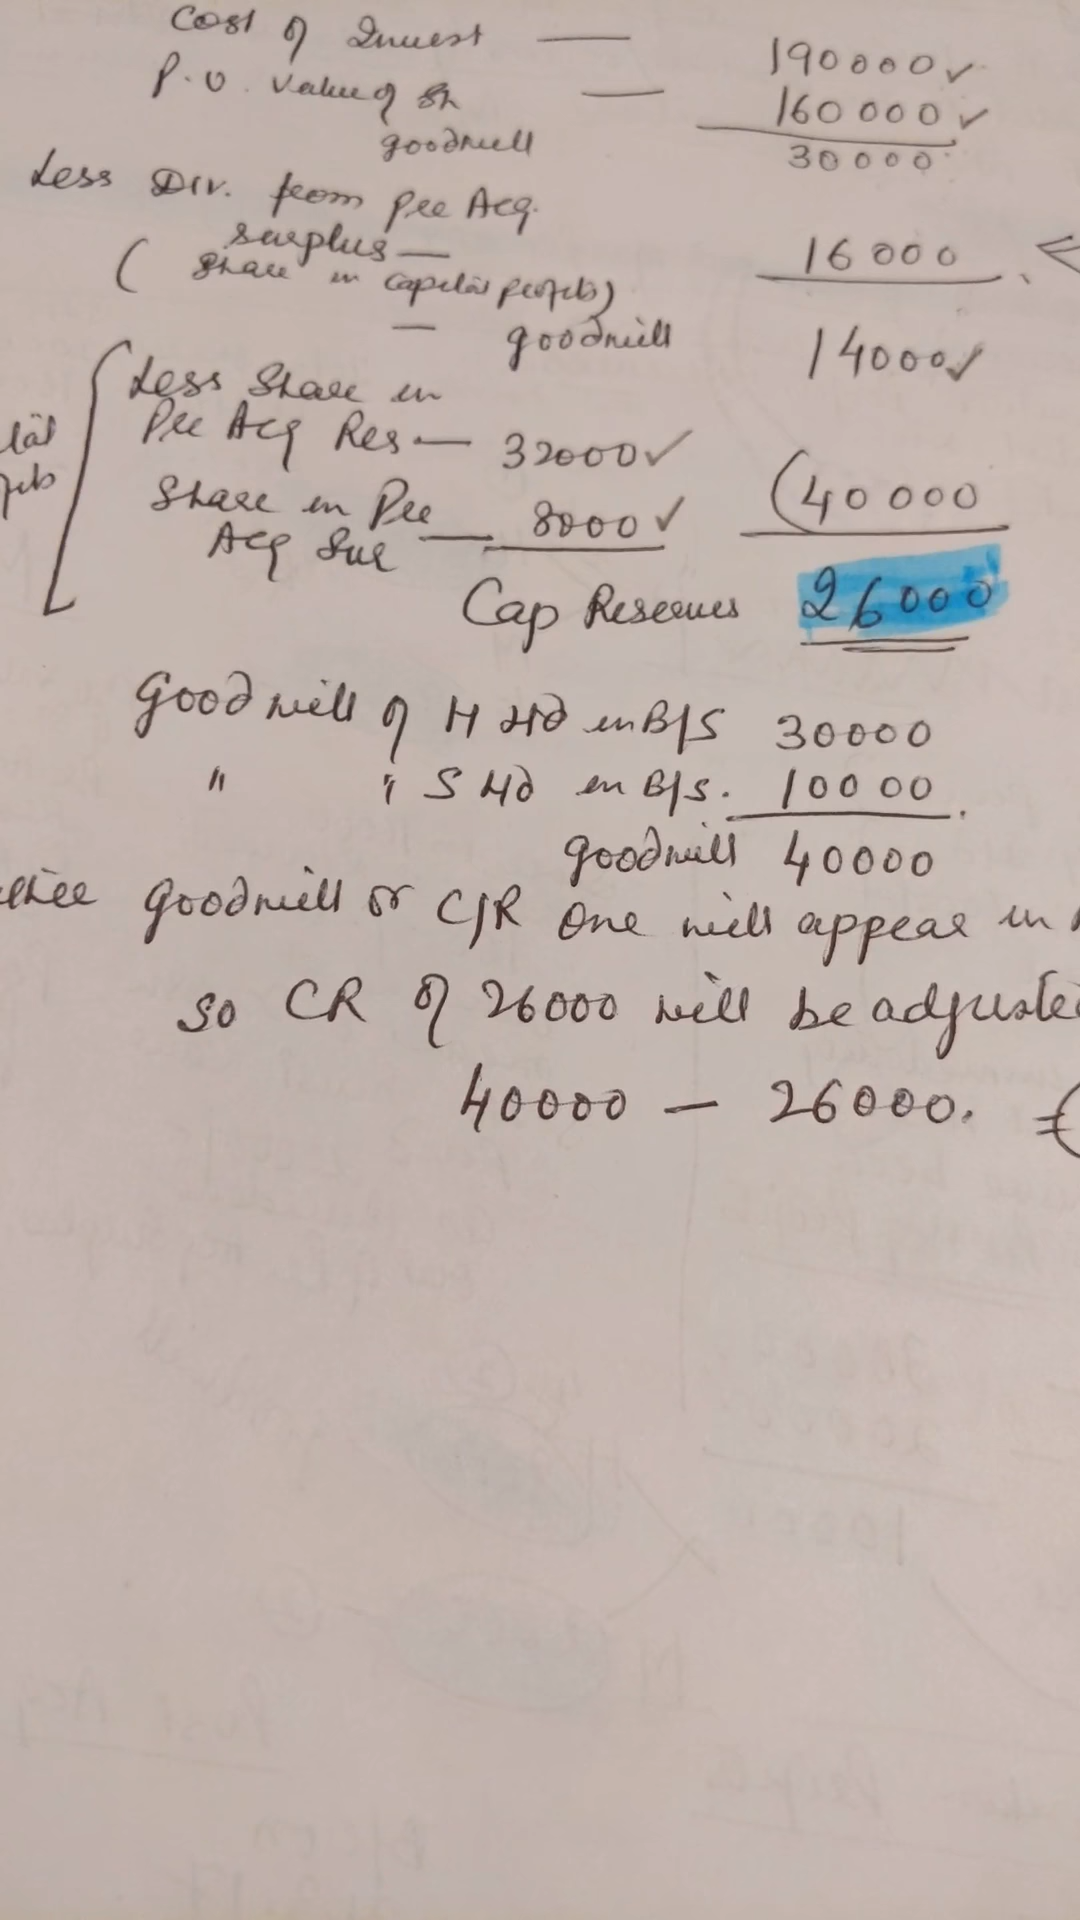 Cost of Invest — 190000✓
P.U. Value of Sh — 160000✓
goodwill 30000
Less Div. from Pre Acq.
surplus — 16000
(Share in capital profits)
— goodwill 14000✓
Less Share in
Pre Acq Res — 32000✓
Share in Pre 8000✓ (40000
Acq Sur —
Cap Reserves 26000
Goodwill of H Ltd in B/S 30000
" " S Ltd in B/S. 10000
goodwill 40000
goodwill or C/R One will appear in
So CR of 26000 will be adjuste
40000 — 26000. =